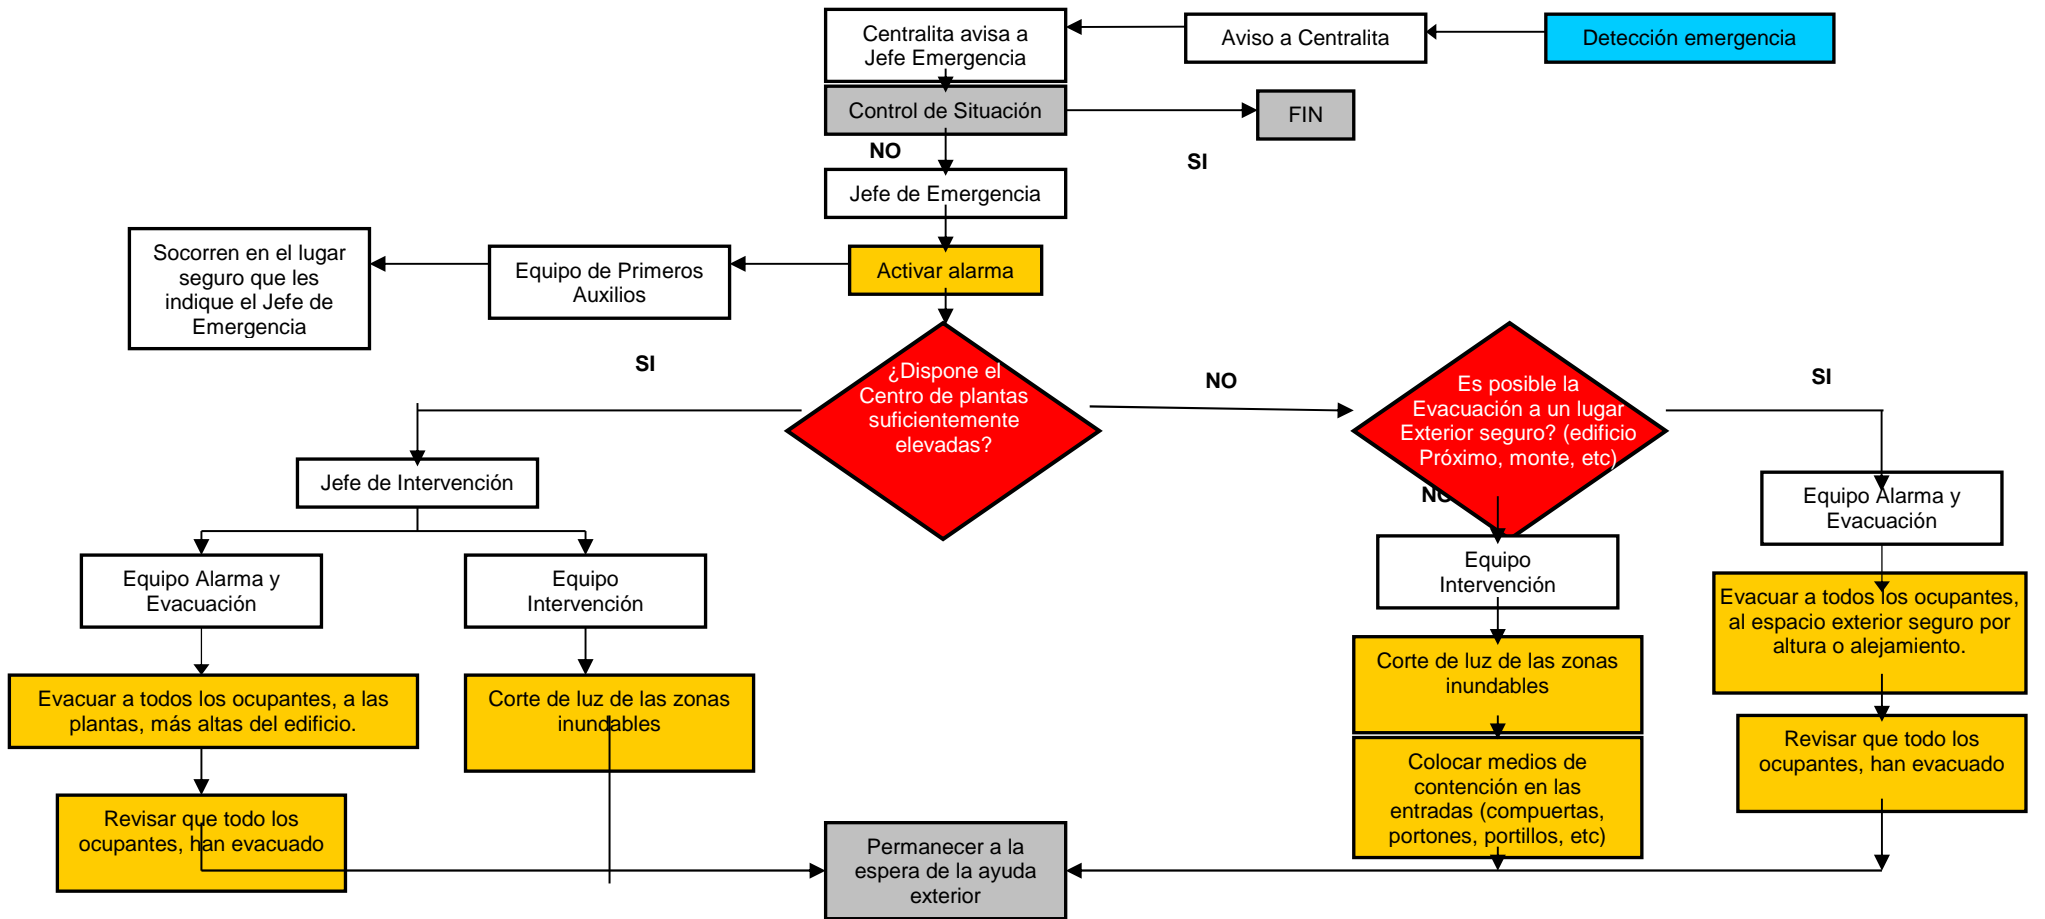 Centralita avisa a
Jefe Emergencia
Aviso a Centralita
Detección emergencia
Control de Situación
FIN
NO
SI
Jefe de Emergencia
Socorren en el lugar
seguro que les
indique el Jefe de
Emergencia
Equipo de Primeros
Auxilios
Activar alarma
SI
¿Dispone el
Centro de plantas
suficientemente
elevadas?
NO
Es posible la
Evacuación a un lugar
Exterior seguro? (edificio
Próximo, monte, etc)
SI
NO
Jefe de Intervención
Equipo Alarma y
Evacuación
Equipo Alarma y
Evacuación
Equipo
Intervención
Equipo
Intervención
Evacuar a todos los ocupantes,
al espacio exterior seguro por
altura o alejamiento.
Evacuar a todos los ocupantes, a las
plantas, más altas del edificio.
Corte de luz de las zonas
inundables
Corte de luz de las zonas
inundables
Revisar que todo los
ocupantes, han evacuado
Colocar medios de
contención en las
entradas (compuertas,
portones, portillos, etc)
Revisar que todo los
ocupantes, han evacuado
Permanecer a la
espera de la ayuda
exterior